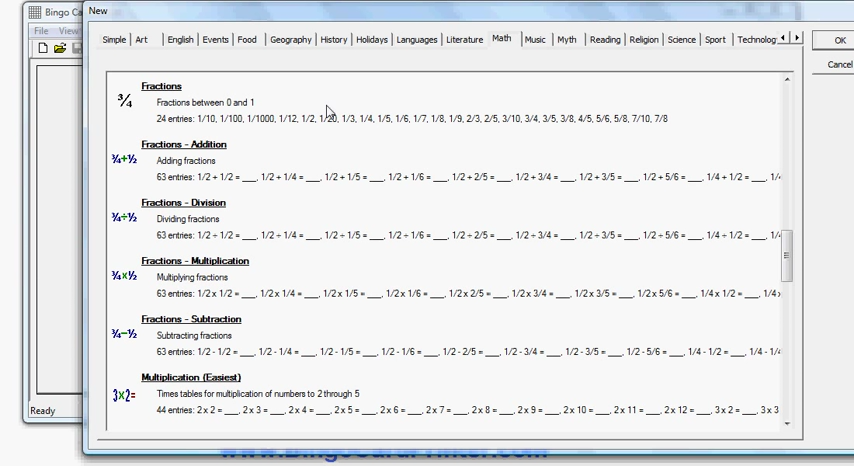 New
Bingo Ca
File View
Simple Art English Events Food Geography History Holidays Languages Literature Math Music Myth Reading Religion Science Sport Technolog
OK
Cancel
Fractions
3/4
Fractions between 0 and 1
24 entries: 1/10, 1/100, 1/1000, 1/12, 1/2, 1/20, 1/3, 1/4, 1/5, 1/6, 1/7, 1/8, 1/9, 2/3, 2/5, 3/10, 3/4, 3/5, 3/8, 4/5, 5/6, 5/8, 7/10, 7/8
Fractions - Addition
¾+½
Adding fractions
63 entries: 1/2 + 1/2 = ___, 1/2 + 1/4 = ___, 1/2 + 1/5 = ___, 1/2 + 1/6 = ___, 1/2 + 2/5 = ___, 1/2 + 3/4 = ___, 1/2 + 3/5 = ___, 1/2 + 5/6 = ___, 1/4 + 1/2 = ___, 1/4
Fractions - Division
¾÷½
Dividing fractions
63 entries: 1/2 ÷ 1/2 = ___, 1/2 ÷ 1/4 = ___, 1/2 ÷ 1/5 = ___, 1/2 ÷ 1/6 = ___, 1/2 ÷ 2/5 = ___, 1/2 ÷ 3/4 = ___, 1/2 ÷ 3/5 = ___, 1/2 ÷ 5/6 = ___, 1/4 ÷ 1/2 = ___, 1/4
Fractions - Multiplication
¾x½
Multiplying fractions
63 entries: 1/2 x 1/2 = ___, 1/2 x 1/4 = ___, 1/2 x 1/5 = ___, 1/2 x 1/6 = ___, 1/2 x 2/5 = ___, 1/2 x 3/4 = ___, 1/2 x 3/5 = ___, 1/2 x 5/6 = ___, 1/4 x 1/2 = ___, 1/4 x
Fractions - Subtraction
¾-½
Subtracting fractions
63 entries: 1/2 - 1/2 = ___, 1/2 - 1/4 = ___, 1/2 - 1/5 = ___, 1/2 - 1/6 = ___, 1/2 - 2/5 = ___, 1/2 - 3/4 = ___, 1/2 - 3/5 = ___, 1/2 - 5/6 = ___, 1/4 - 1/2 = ___, 1/4 - 1/4
Multiplication (Easiest)
3x2=
Times tables for multiplication of numbers to 2 through 5
44 entries: 2 x 2 = ___, 2 x 3 = ___, 2 x 4 = ___, 2 x 5 = ___, 2 x 6 = ___, 2 x 7 = ___, 2 x 8 = ___, 2 x 9 = ___, 2 x 10 = ___, 2 x 11 = ___, 2 x 12 = ___, 3 x 2 = ___, 3 x 3
Ready
www.BingoCardPrinter.com